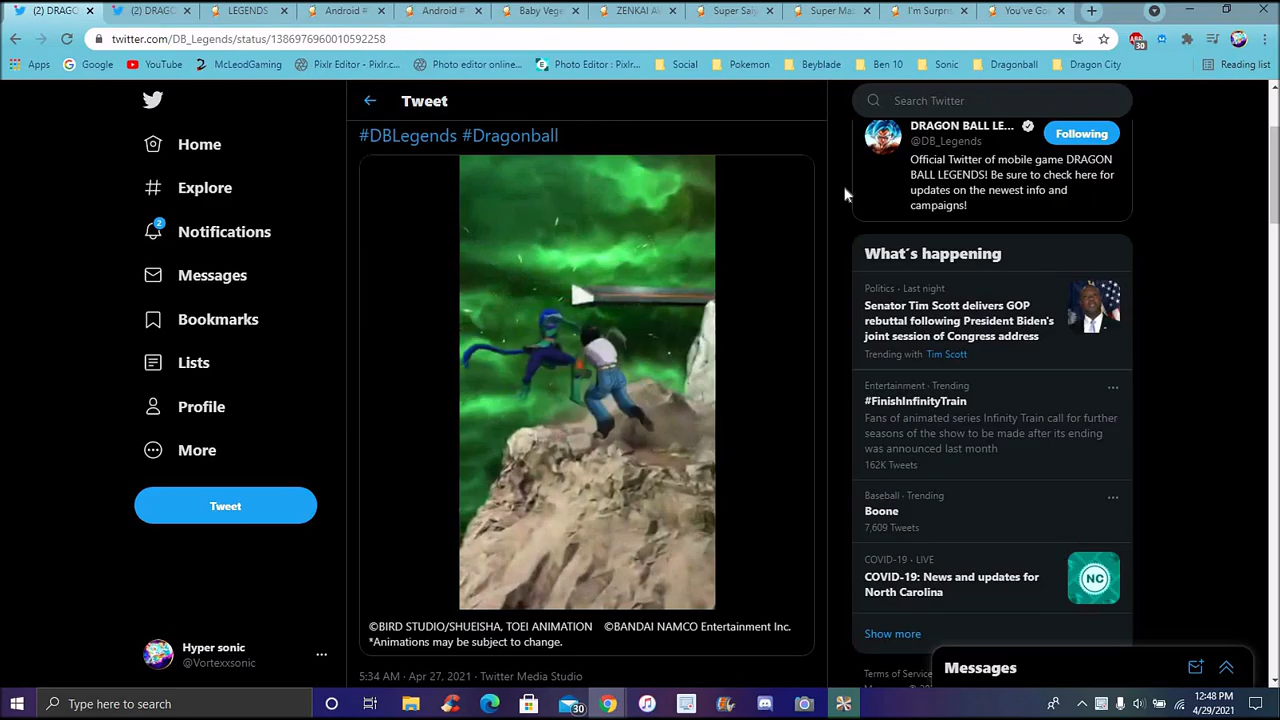 (2) DRAGO
(2) DRAGO
LEGENDS
Android #
Android #
Baby Vege
ZENKAI A
Super Saiy
Super Ma
I'm Surpri
You've Go
twitter.com/DB_Legends/status/1386976960010592258
30
Apps
Google
YouTube
McLeodGaming
Pixlr Editor - Pixlr.c...
Photo editor online...
Photo Editor : Pixlr...
Social
Pokemon
Beyblade
Ben 10
Sonic
Dragonball
Dragon City
Reading list
Home
Explore
2
Notifications
Messages
Bookmarks
Lists
Profile
More
Tweet
Hyper sonic
@Vortexxsonic
Tweet
#DBLegends #Dragonball
©BIRD STUDIO/SHUEISHA, TOEI ANIMATION ©BANDAI NAMCO Entertainment Inc.
*Animations may be subject to change.
5:34 AM · Apr 27, 2021 · Twitter Media Studio
Search Twitter
DRAGON BALL LE...
@DB_Legends
Following
Official Twitter of mobile game DRAGON
BALL LEGENDS! Be sure to check here for
updates on the newest info and
campaigns!
What's happening
Politics · Last night
Senator Tim Scott delivers GOP
rebuttal following President Biden's
joint session of Congress address
Trending with Tim Scott
Entertainment · Trending
#FinishInfinityTrain
Fans of animated series Infinity Train call for further
seasons of the show to be made after its ending
was announced last month
162K Tweets
Baseball · Trending
Boone
7,609 Tweets
COVID-19 · LIVE
COVID-19: News and updates for
North Carolina
NC
Show more
Terms of Service
Messages
Type here to search
30
12:48 PM
4/29/2021